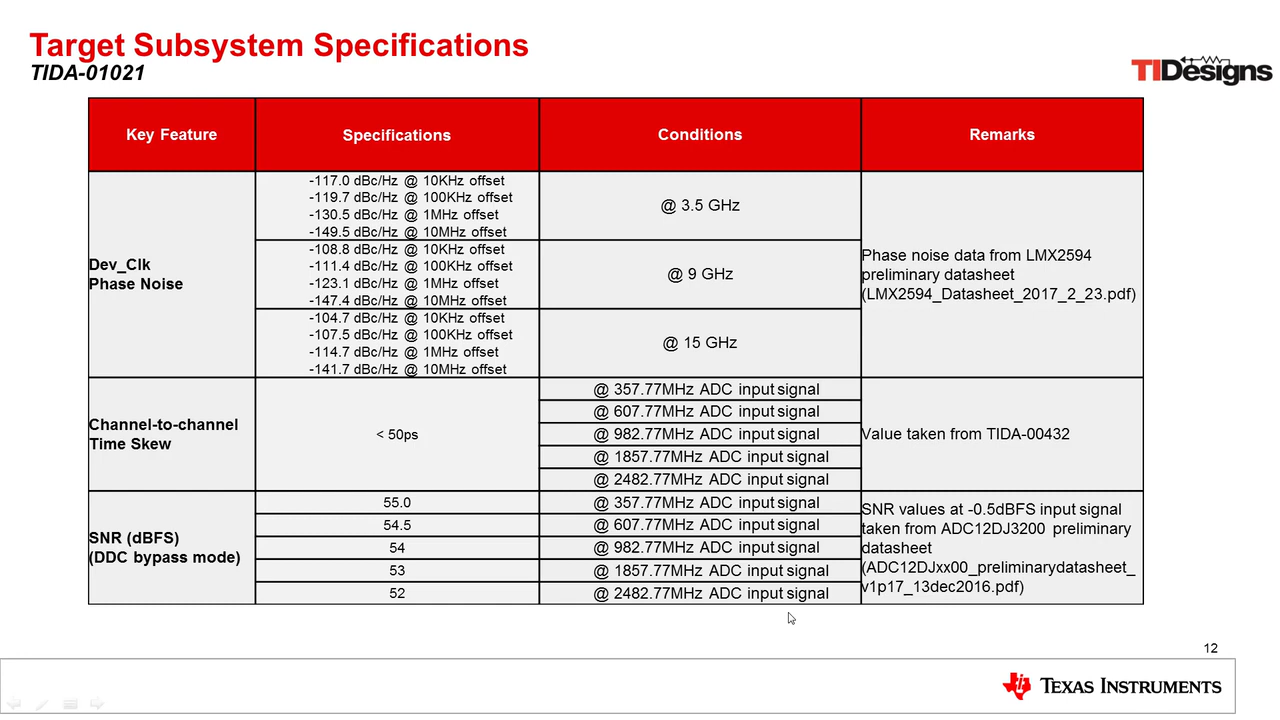 Target Subsystem Specifications
TIDA-01021
TIDesigns
Key Feature
Specifications
Conditions
Remarks
Dev_Clk
Phase Noise
-117.0 dBc/Hz @ 10KHz offset
-119.7 dBc/Hz @ 100KHz offset
-130.5 dBc/Hz @ 1MHz offset
-149.5 dBc/Hz @ 10MHz offset
@ 3.5 GHz
-108.8 dBc/Hz @ 10KHz offset
-111.4 dBc/Hz @ 100KHz offset
-123.1 dBc/Hz @ 1MHz offset
-147.4 dBc/Hz @ 10MHz offset
@ 9 GHz
-104.7 dBc/Hz @ 10KHz offset
-107.5 dBc/Hz @ 100KHz offset
-114.7 dBc/Hz @ 1MHz offset
-141.7 dBc/Hz @ 10MHz offset
@ 15 GHz
Phase noise data from LMX2594
preliminary datasheet
(LMX2594_Datasheet_2017_2_23.pdf)
Channel-to-channel
Time Skew
< 50ps
@ 357.77MHz ADC input signal
@ 607.77MHz ADC input signal
@ 982.77MHz ADC input signal
@ 1857.77MHz ADC input signal
@ 2482.77MHz ADC input signal
Value taken from TIDA-00432
SNR (dBFS)
(DDC bypass mode)
55.0
@ 357.77MHz ADC input signal
54.5
@ 607.77MHz ADC input signal
54
@ 982.77MHz ADC input signal
53
@ 1857.77MHz ADC input signal
52
@ 2482.77MHz ADC input signal
SNR values at -0.5dBFS input signal
taken from ADC12DJ3200 preliminary
datasheet
(ADC12DJxx00_preliminarydatasheet_
v1p17_13dec2016.pdf)
12
TEXAS INSTRUMENTS